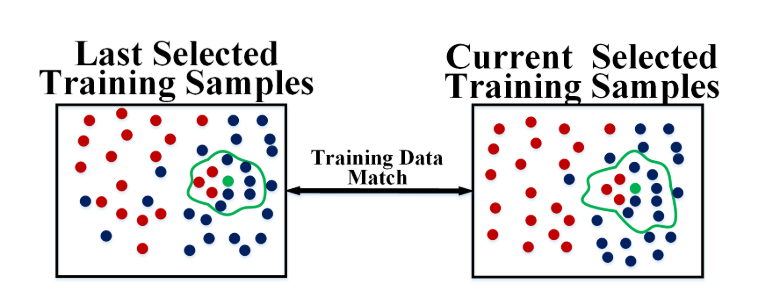 Last Selected
Training Samples
Current Selected
Training Samples
Training Data
Match